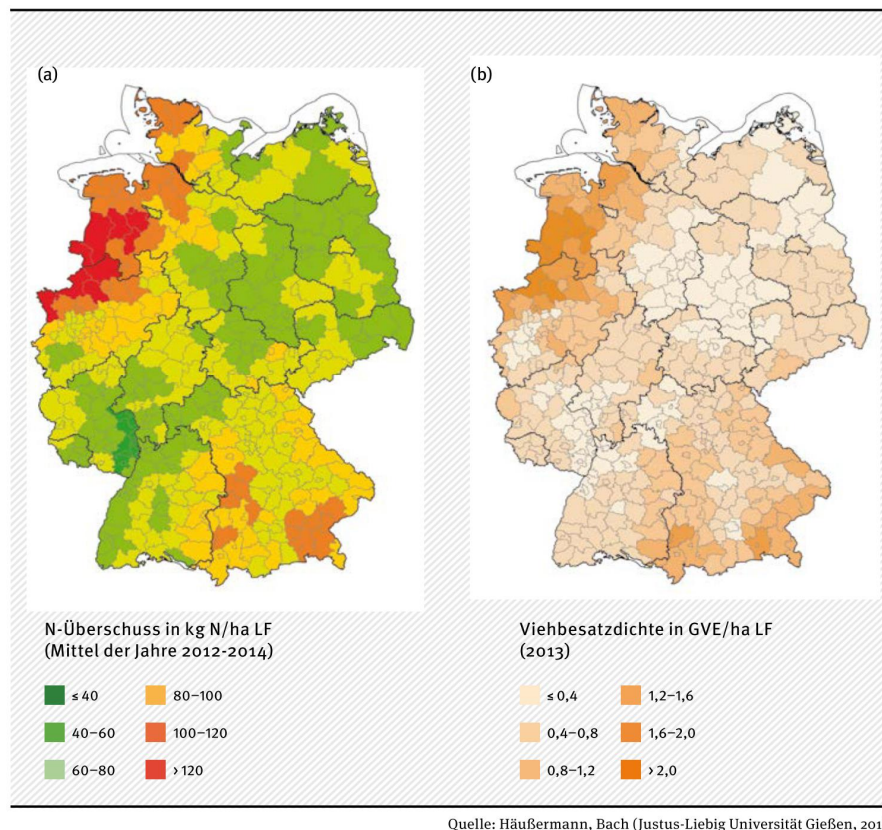 (a)
(b)
N-Überschuss in kg N/ha LF
(Mittel der Jahre 2012-2014)
≤ 40
80–100
40–60
100–120
60–80
> 120
Viehbesatzdichte in GVE/ha LF
(2013)
≤ 0,4
1,2–1,6
0,4–0,8
1,6–2,0
0,8–1,2
> 2,0
Quelle: Häußermann, Bach (Justus-Liebig Universität Gießen, 201